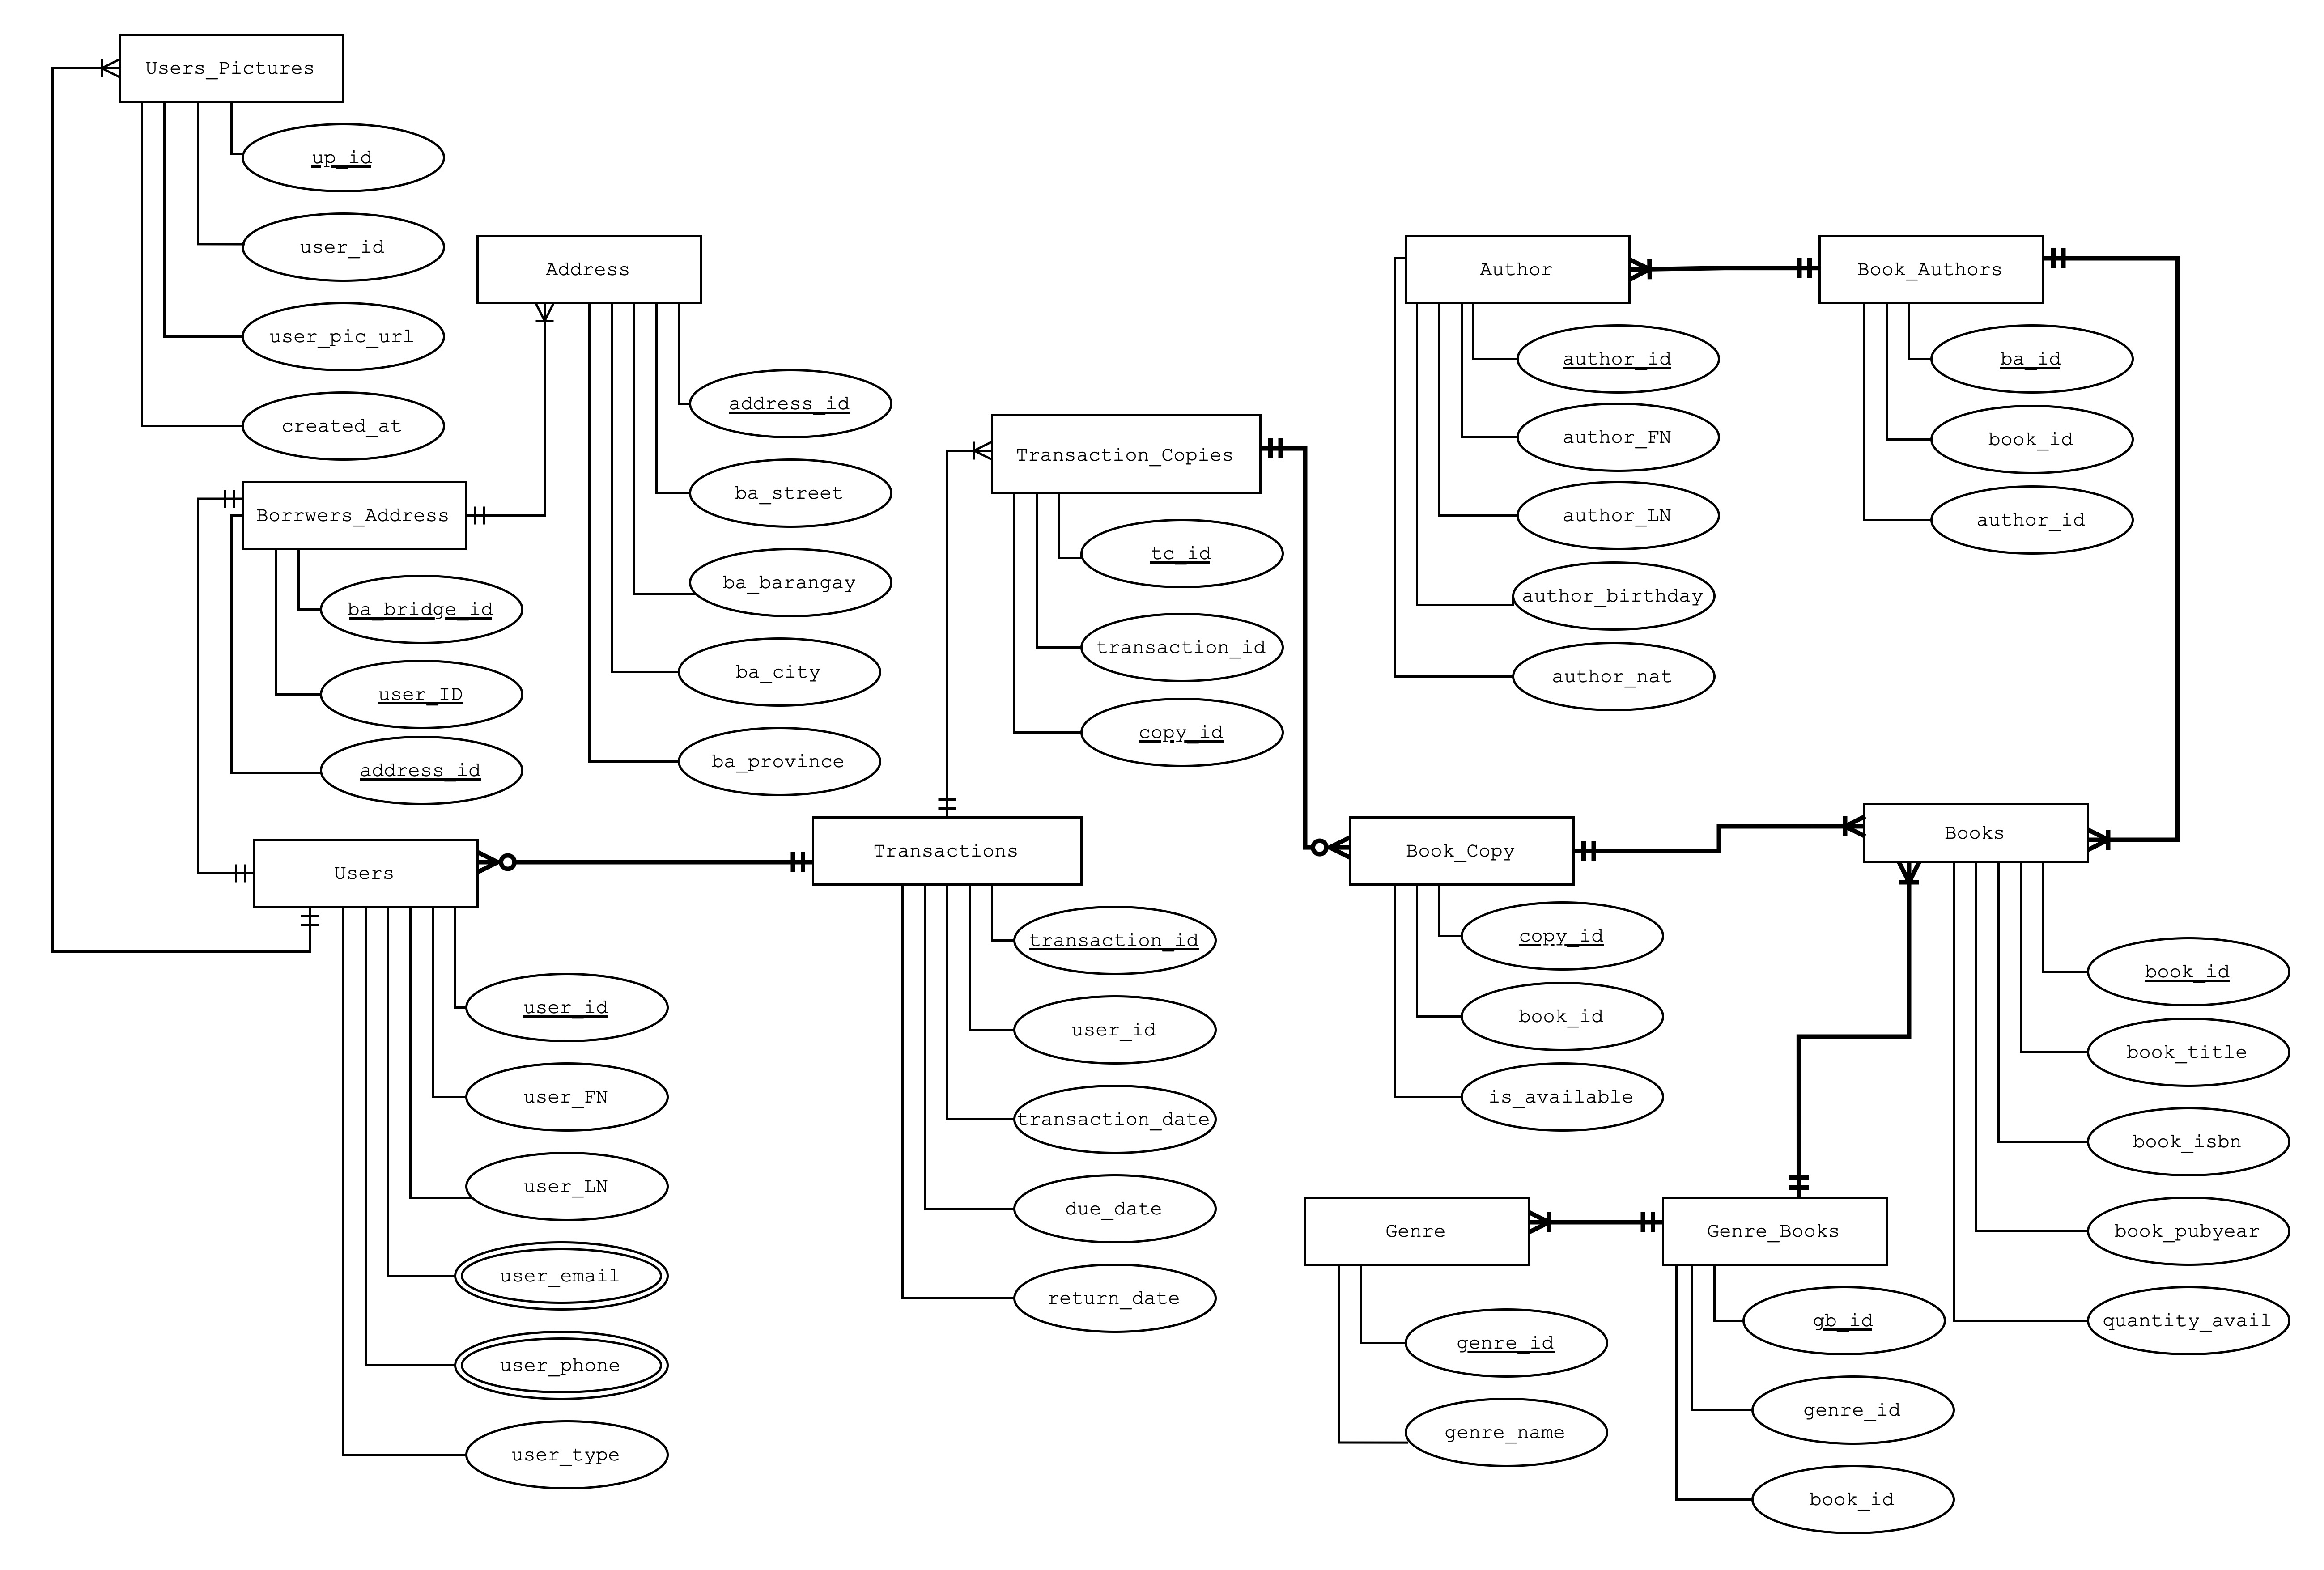 Users_Pictures
up_id
user_id
user_pic_url
created_at
Address
address_id
ba_street
ba_barangay
ba_city
ba_province
Borrwers_Address
ba_bridge_id
user_ID
address_id
Users
user_id
user_FN
user_LN
user_email
user_phone
user_type
Transaction_Copies
tc_id
transaction_id
copy_id
Transactions
transaction_id
user_id
transaction_date
due_date
return_date
Author
author_id
author_FN
author_LN
author_birthday
author_nat
Book_Authors
ba_id
book_id
author_id
Book_Copy
copy_id
book_id
is_available
Books
book_id
book_title
book_isbn
book_pubyear
quantity_avail
Genre
genre_id
genre_name
Genre_Books
gb_id
genre_id
book_id